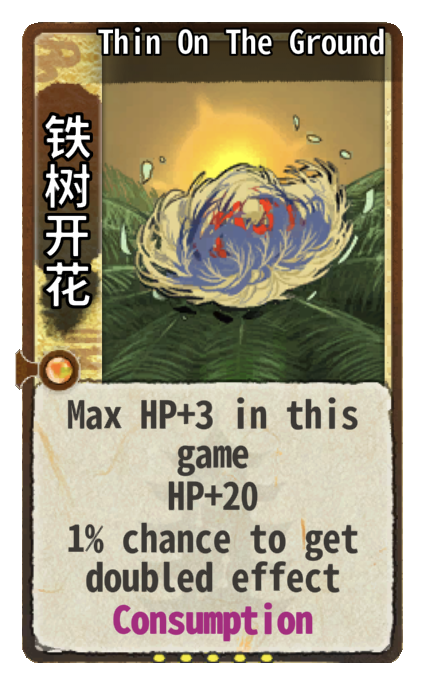 Thin On The Ground
铁树开花
Max HP+3 in this
game
HP+20
1% chance to get
doubled effect
Consumption